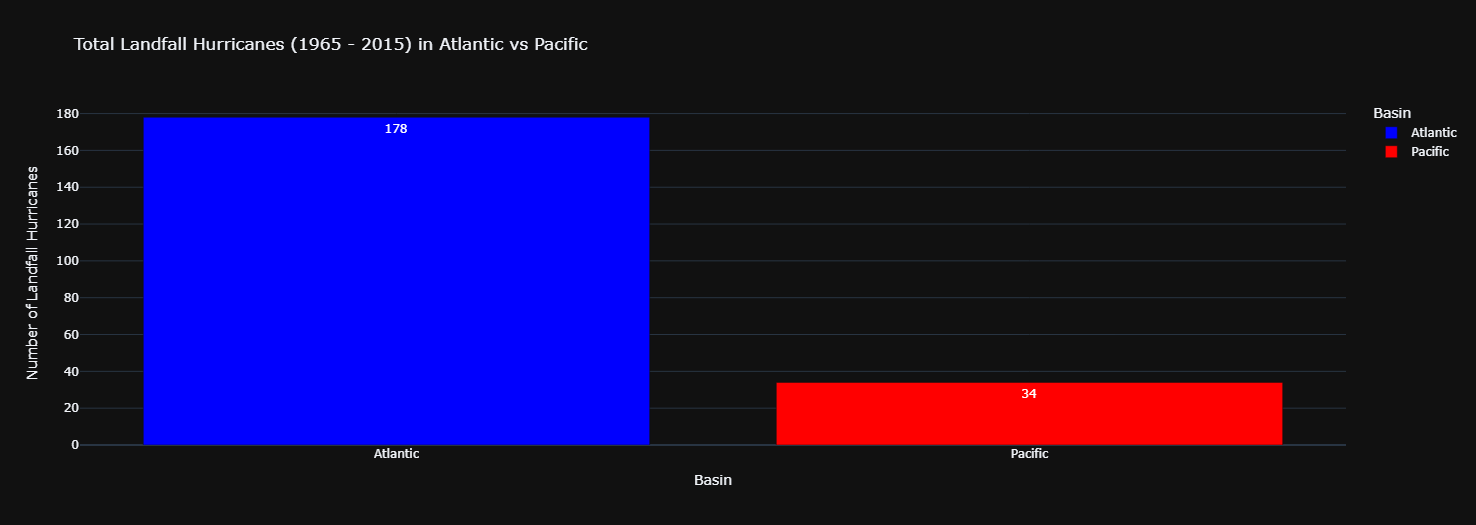 Total Landfall Hurricanes (1965 - 2015) in Atlantic vs Pacific
Number of Landfall Hurricanes
180
160
140
120
100
80
60
40
20
0
178
34
Atlantic
Pacific
Basin
Basin
Atlantic
Pacific